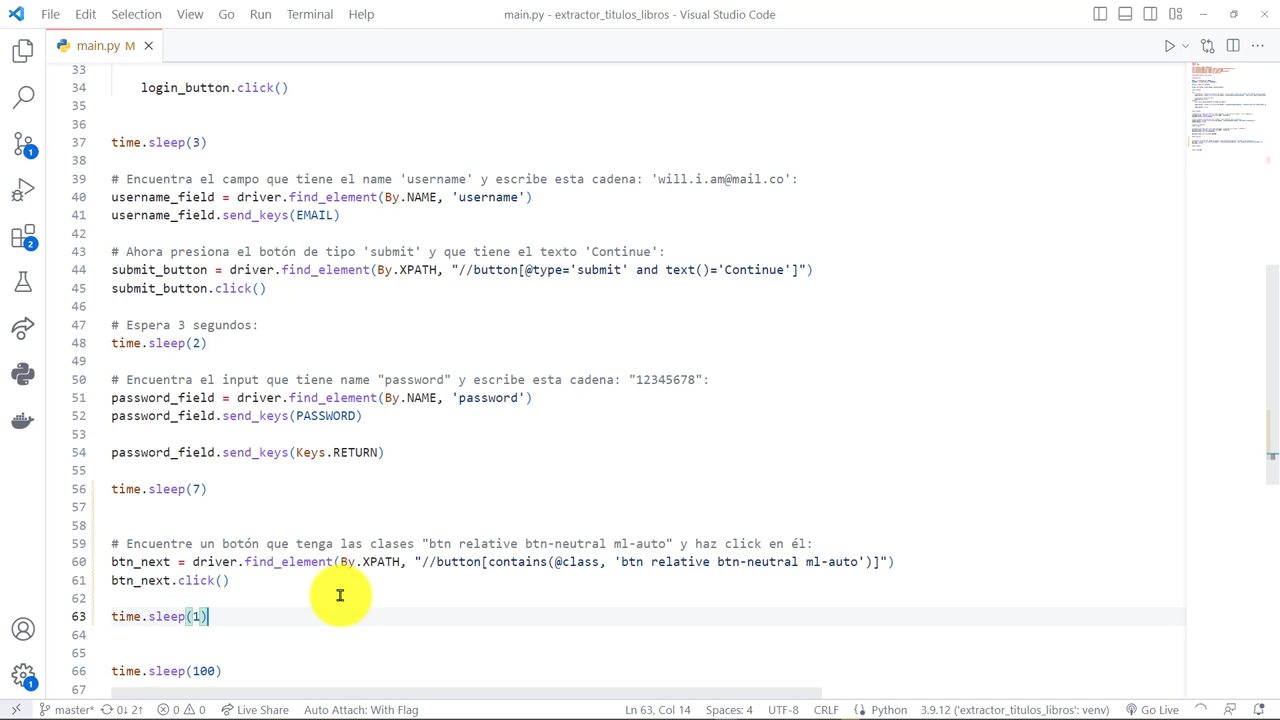 File Edit Selection View Go Run Terminal Help main.py - extractor_titulos_libros - Visual Studio Code
main.py M
33
34 login_button.click()
35
36
37 time.sleep(
38
39 # Encuentra el campo que tiene el name 'username' y escribe esta cadena: 'will.iam@mail.
40 username_field = driver.find_element(By.NAME, 'username')
41 username_field.send_keys(EMAIL)
42
43 # Ahora presiona el botón de tipo 'submit' y que tiene el texto 'Continue':
44 submit_button = driver.find_element(By.XPATH, "//button[@type='submit' and text()='Continue']")
45 submit_button.click()
46
47 # Espera 3 segundos:
48 time.sleep(2)
49
50 # Encuentra el input que tiene name "password" y escribe esta cadena: "12345678":
51 password_field = driver.find_element(By.NAME, 'password')
52 password_field.send_keys(PASSWORD)
53
54 password_field.send_keys(Keys.RETURN)
55
56 time.sleep(7)
57
58
59 # Encuentre un botón que tenga las clases "btn relative btn-neutral ml-auto" y haz click en él:
60 btn_next = driver.find_element(By.XPATH, "//button[contains(@class, 'btn relative btn-neutral ml-auto')]")
61 btn_next.click()
62
63 time.sleep(1)
64
65
66 time.sleep(100)
67
1
2
1
master* 0↓ 2↑ 0 0 Live Share Auto Attach: With Flag Ln 63, Col 14 Spaces: 4 UTF-8 CRLF Python 3.9.12 ('extractor_titulos_libros': venv) Go Live